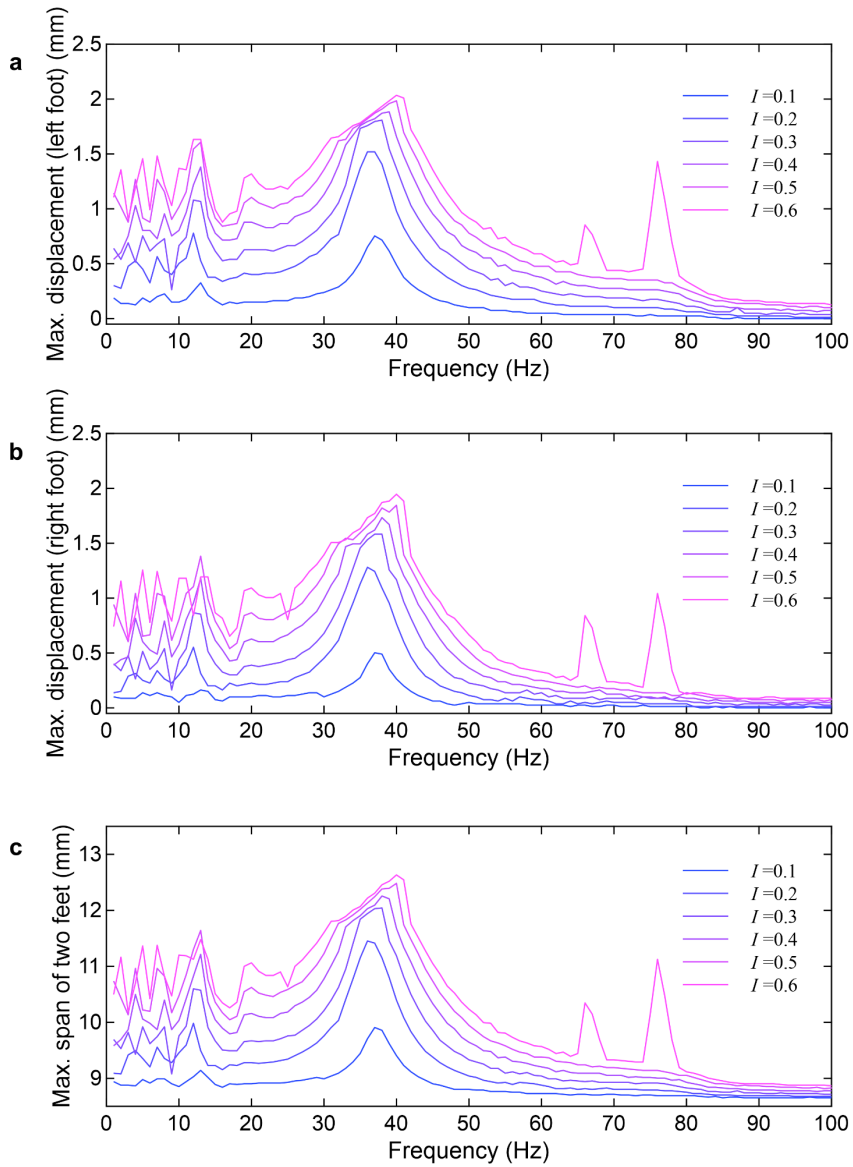 a
Max. displacement (left foot) (mm)
2.5
2
1.5
1
0.5
0
0 10 20 30 40 50 60 70 80 90 100
Frequency (Hz)
I =0.1
I =0.2
I =0.3
I =0.4
I =0.5
I =0.6
b
Max. displacement (right foot) (mm)
2.5
2
1.5
1
0.5
0
0 10 20 30 40 50 60 70 80 90 100
Frequency (Hz)
I =0.1
I =0.2
I =0.3
I =0.4
I =0.5
I =0.6
c
Max. span of two feet (mm)
13
12
11
10
9
0 10 20 30 40 50 60 70 80 90 100
Frequency (Hz)
I =0.1
I =0.2
I =0.3
I =0.4
I =0.5
I =0.6